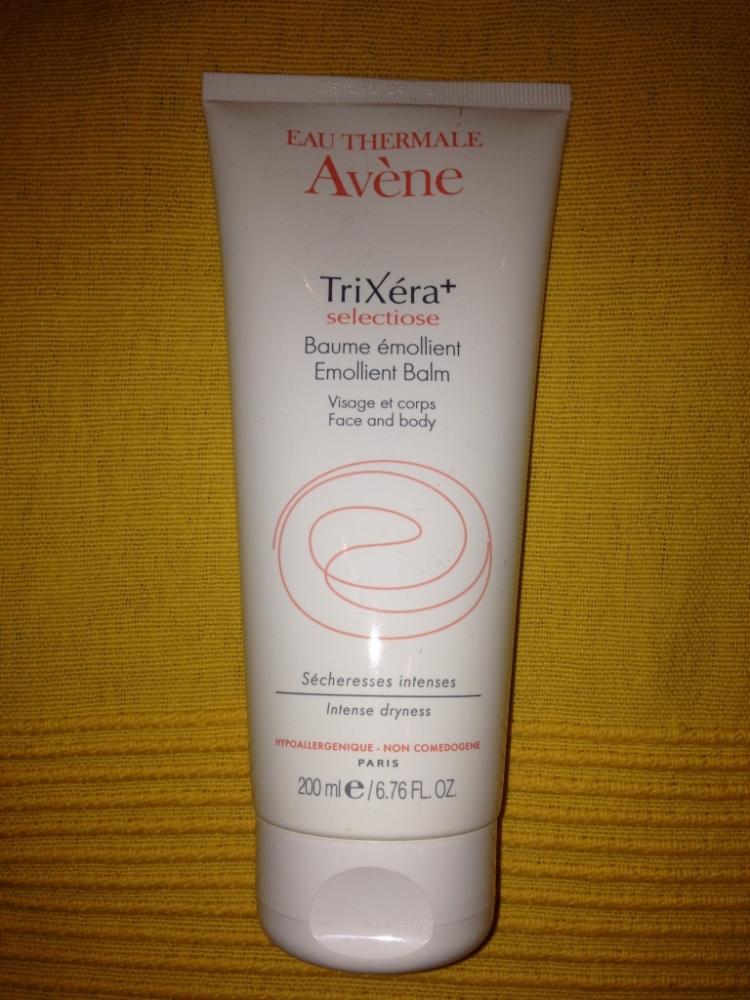 EAU THERMALE
Avène
TriXéra+
selectiose
Baume émollient
Emollient Balm
Visage et corps
Face and body
Sécheresses intenses
Intense dryness
HYPOALLERGENIQUE - NON COMEDOGENE
PARIS
200 ml e / 6.76 FL. OZ.